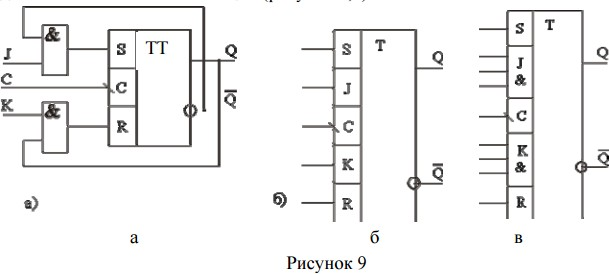 & S TT Q
J
C C Q̅
K & R
а)
S T Q
J
C
K Q̅
б) R
S T
J Q
&
C
K Q̅
&
R
а б в
Рисунок 9